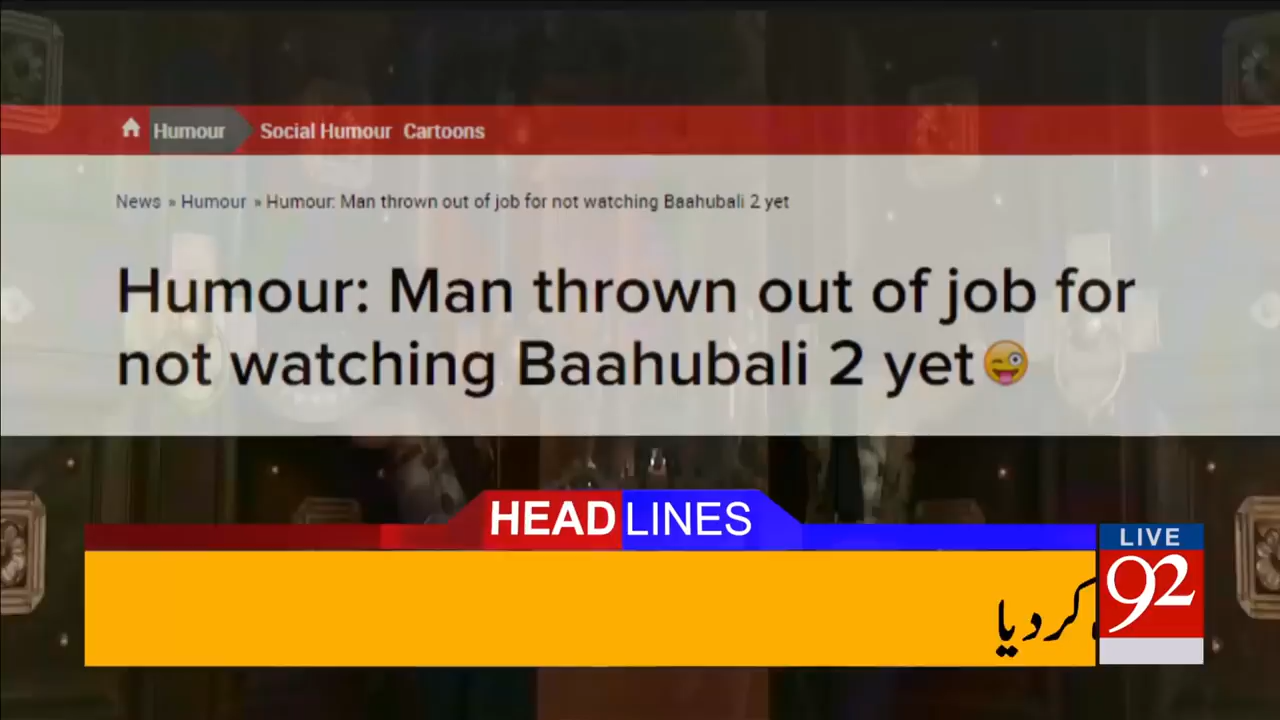 Humour Social Humour Cartoons
News » Humour » Humour: Man thrown out of job for not watching Baahubali 2 yet
Humour: Man thrown out of job for
not watching Baahubali 2 yet😜
HEADLINES
LIVE
کر دیا
92